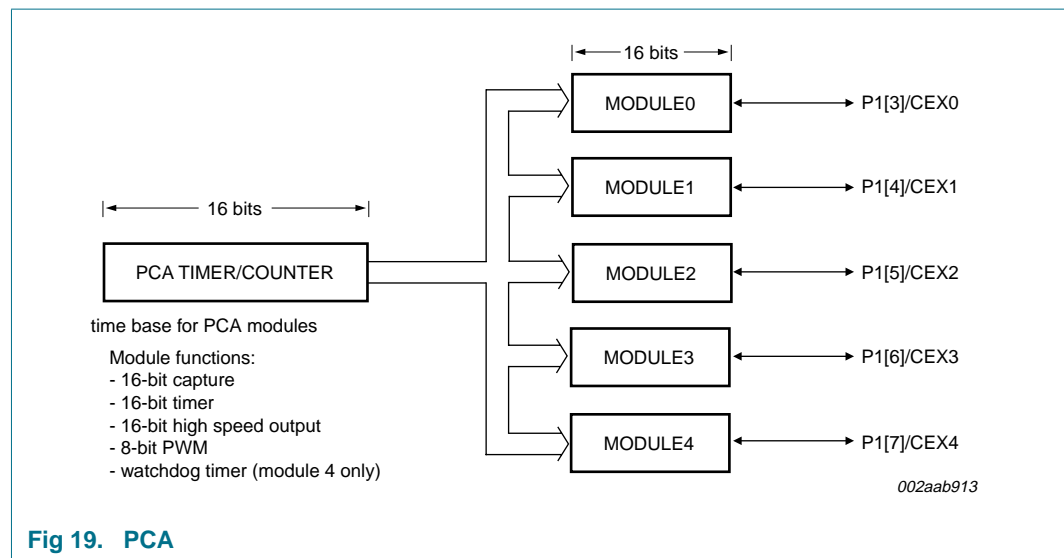 16 bits
MODULE0
P1[3]/CEX0
MODULE1
P1[4]/CEX1
16 bits
PCA TIMER/COUNTER
MODULE2
P1[5]/CEX2
time base for PCA modules
Module functions:
- 16-bit capture
- 16-bit timer
- 16-bit high speed output
- 8-bit PWM
- watchdog timer (module 4 only)
MODULE3
P1[6]/CEX3
MODULE4
P1[7]/CEX4
002aab913
Fig 19. PCA